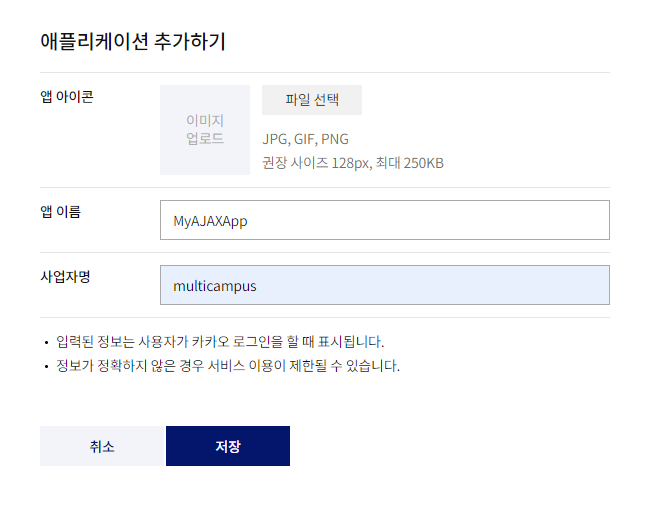 애플리케이션 추가하기
앱 아이콘
이미지
업로드
파일 선택
JPG, GIF, PNG
권장 사이즈 128px, 최대 250KB
앱 이름
MyAJAXApp
사업자명
multicampus
• 입력된 정보는 사용자가 카카오 로그인을 할 때 표시됩니다.
• 정보가 정확하지 않은 경우 서비스 이용이 제한될 수 있습니다.
취소
저장